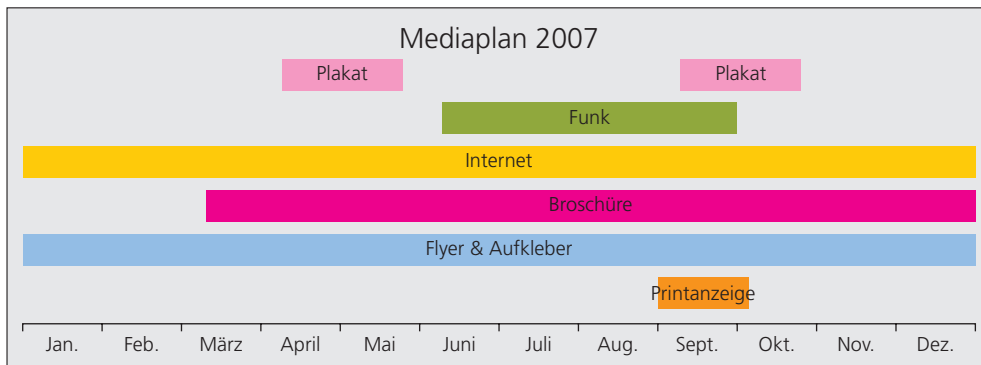 Mediaplan 2007
Plakat Plakat
Funk
Internet
Broschüre
Flyer & Aufkleber
Printanzeige
Jan. Feb. März April Mai Juni Juli Aug. Sept. Okt. Nov. Dez.